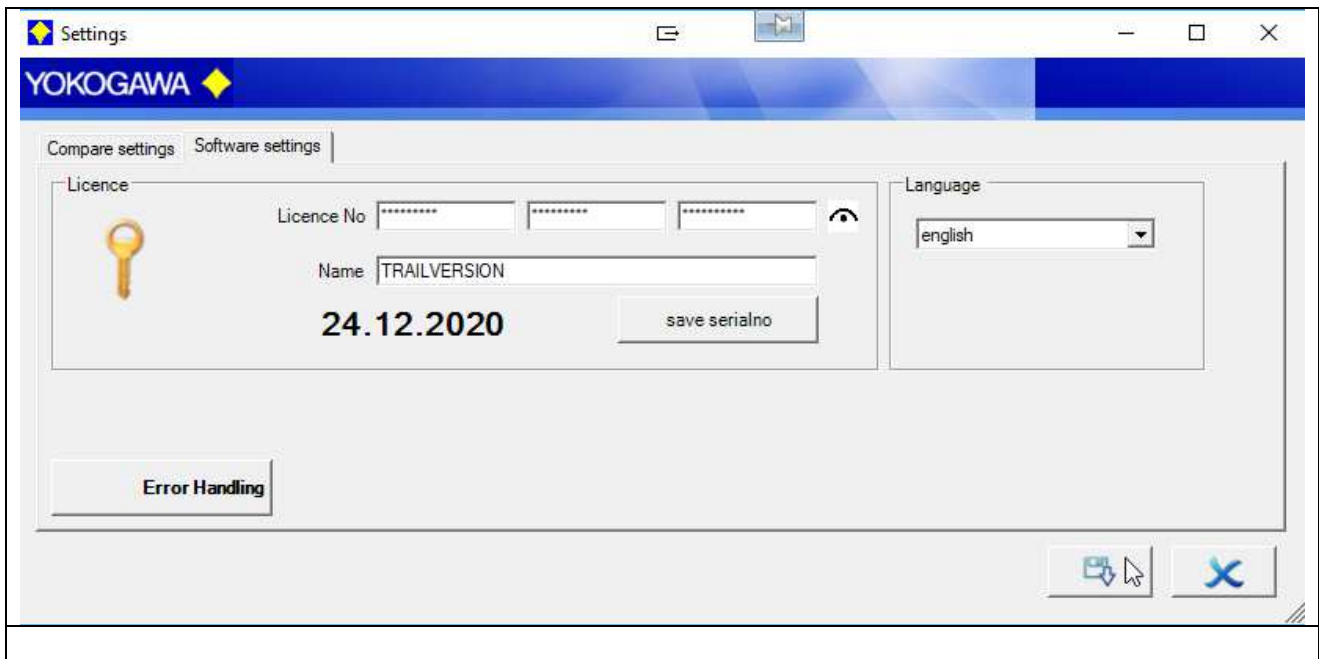 Settings
YOKOGAWA
Compare settings Software settings
Licence
Language
Licence No ********* ********* **********
english
Name TRAILVERSION
24.12.2020
save serialno
Error Handling